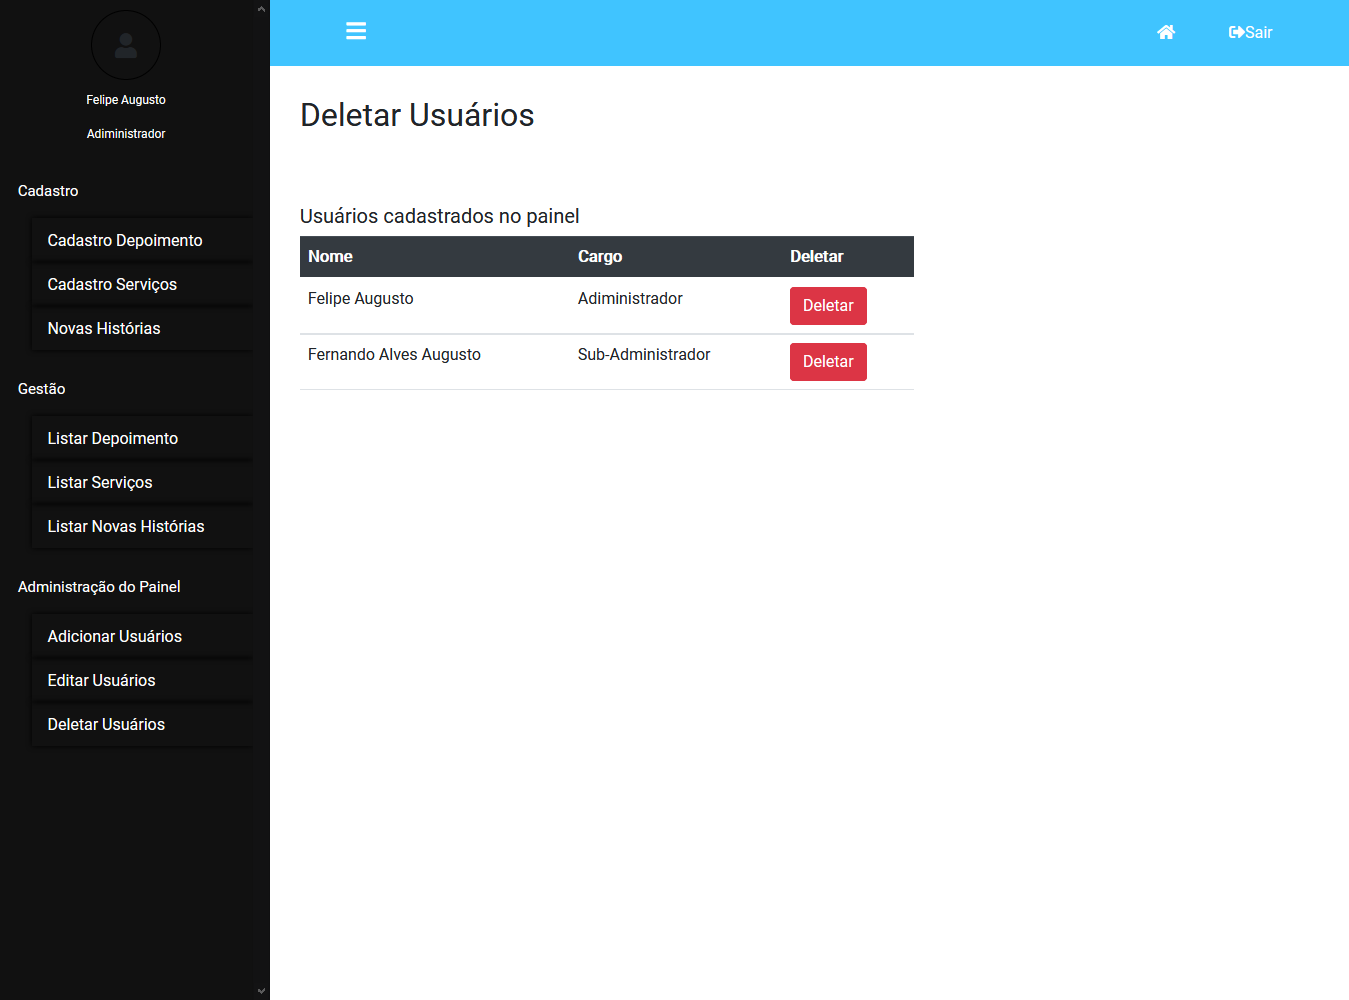 Felipe Augusto
Adiministrador
Cadastro
Cadastro Depoimento
Cadastro Serviços
Novas Histórias
Gestão
Listar Depoimento
Listar Serviços
Listar Novas Histórias
Administração do Painel
Adicionar Usuários
Editar Usuários
Deletar Usuários
Sair
Deletar Usuários
Usuários cadastrados no painel
Nome Cargo Deletar
Felipe Augusto Adiministrador Deletar
Fernando Alves Augusto Sub-Administrador Deletar